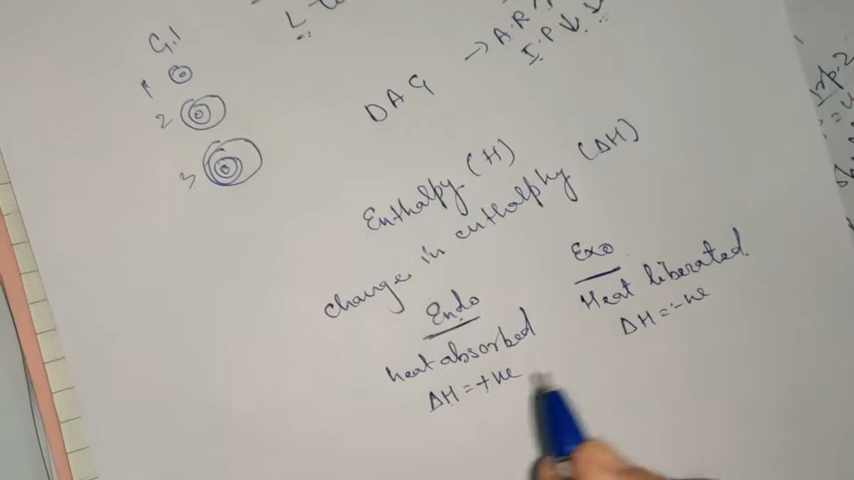 G.1
1
2
3
DAG → A.R
I.P ↓
Enthalpy (H)
change in enthalphy (ΔH)
Endo
heat absorbed
ΔH = +ve
Exo
Heat liberated.
ΔH = -ve